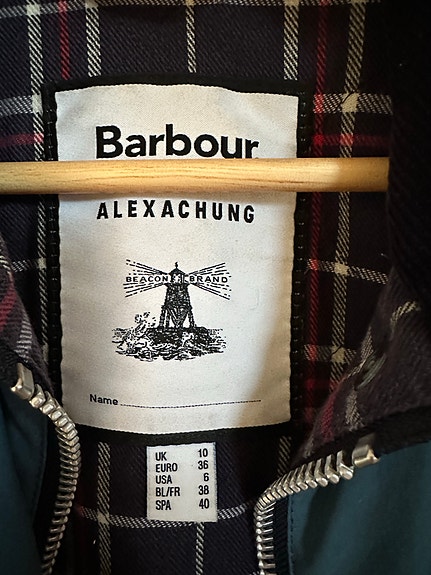 Barbour
ALEXACHUNG
BEACON BRAND
Name
UK 10
EURO 36
USA 6
BL/FR 38
SPA 40